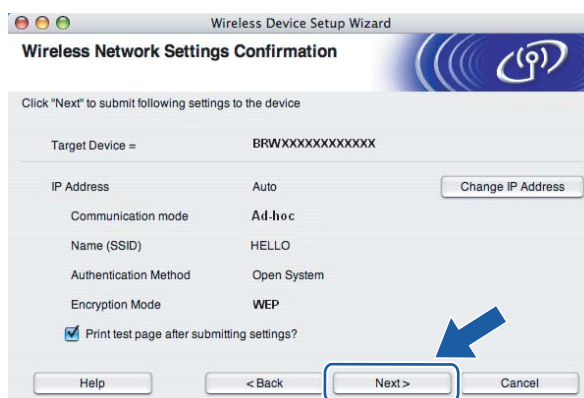 Wireless Device Setup Wizard
Wireless Network Settings Confirmation
Click "Next" to submit following settings to the device
Target Device = BRWXXXXXXXXXXXX
IP Address Auto Change IP Address
Communication mode Ad-hoc
Name (SSID) HELLO
Authentication Method Open System
Encryption Mode WEP
Print test page after submitting settings?
Help < Back Next > Cancel